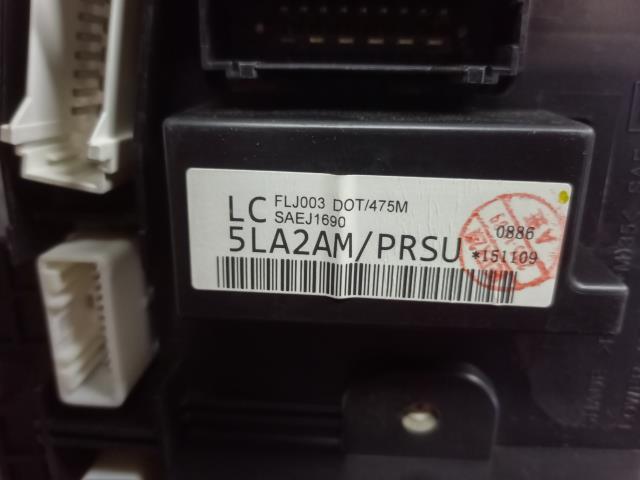 LC FLJ003 DOT/475M
SAEJ1690
5LA2AM/PRSU
0886
*151109